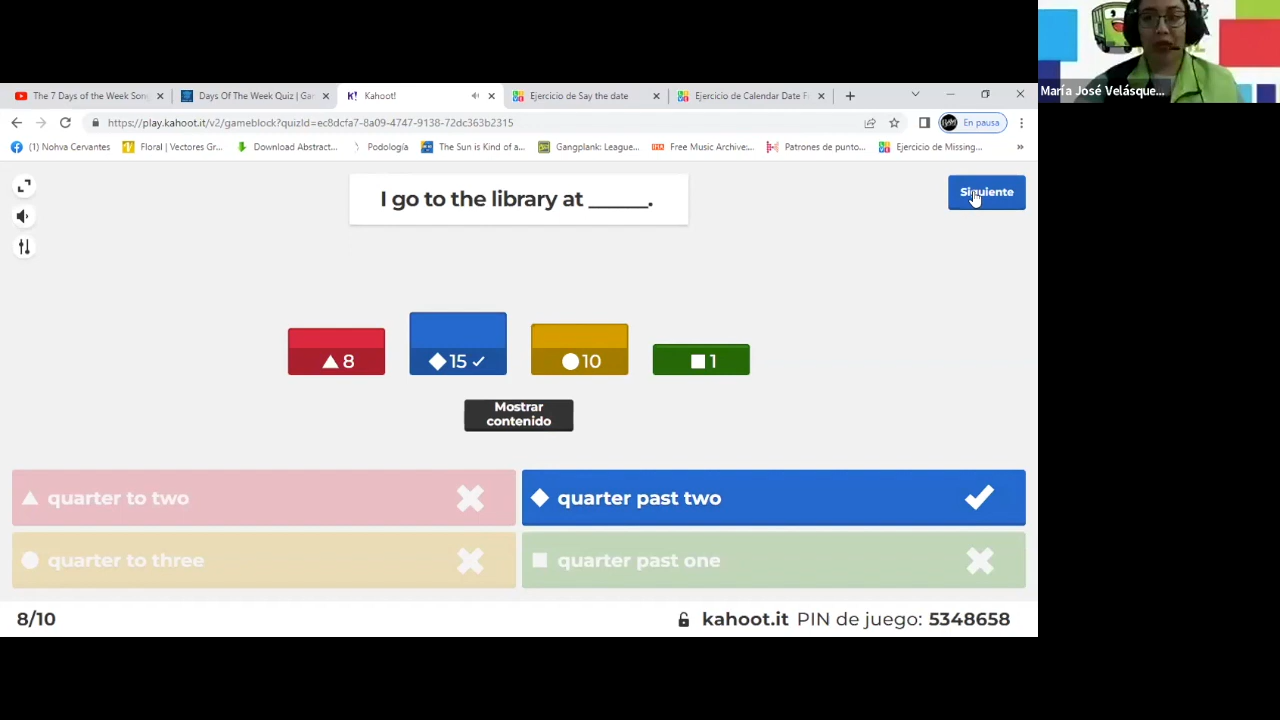 The 7 Days of the Week Son
Days Of The Week Quiz | Ga
Kahoot!
Ejercicio de Say the date
Ejercicio de Calendar Date F
https://play.kahoot.it/v2/gameblock?quizId=ec8dcfa7-8a09-4747-9138-72dc363b2315
En pausa
(1) Nohva Cervantes
Floral | Vectores Gr...
Download Abstract...
Podología
The Sun is Kind of a...
Gangplank: League...
Free Music Archive:...
Patrones de punto...
Ejercicio de Missing...
María José Velásque...
I go to the library at ______.
Siguiente
8
15
10
1
Mostrar
contenido
quarter to two
quarter past two
quarter to three
quarter past one
8/10
kahoot.it PIN de juego: 5348658